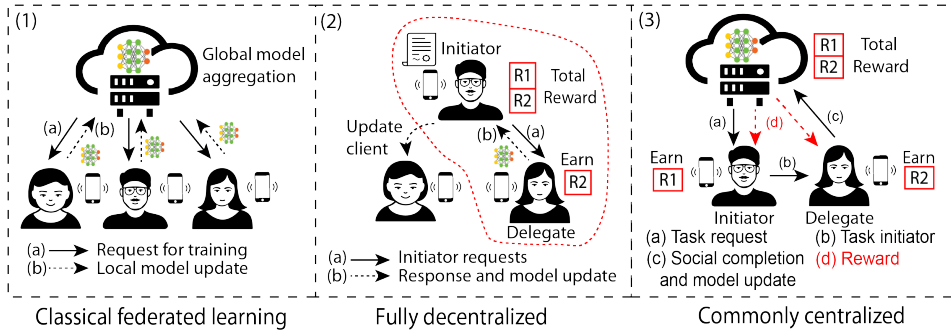 (1)
Global model
aggregation
(a)
(b)
(a) Request for training
(b) Local model update
Classical federated learning
(2)
Initiator
R1
R2
Total
Reward
Update
client
(b)
(a)
Earn
R2
Delegate
(a) Initiator requests
(b) Response and model update
Fully decentralized
(3)
R1
R2
Total
Reward
(a)
(d)
(c)
Earn
R1
(b)
Earn
R2
Initiator
Delegate
(a) Task request
(b) Task initiator
(c) Social completion
and model update
(d) Reward
Commonly centralized